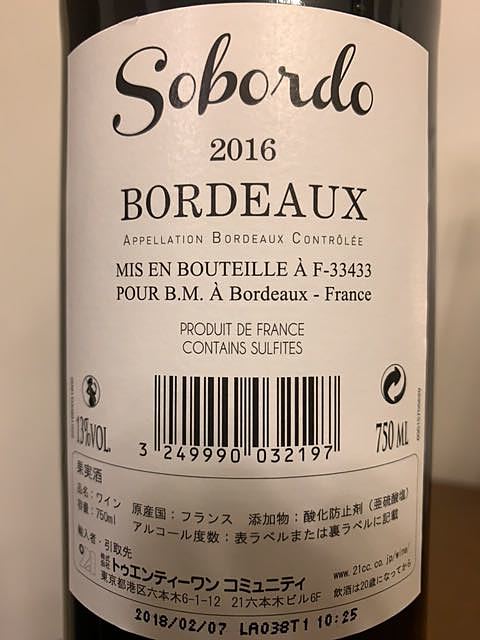 Sobordo
2016
BORDEAUX
APPELLATION BORDEAUX CONTRÔLÉE
MIS EN BOUTEILLE À F-33433
POUR B.M. À Bordeaux - France
PRODUIT DE FRANCE
CONTAINS SULFITES
13%VOL.
750 ML
3 249990 032197
果実酒
品名：ワイン 原産国：フランス 添加物：酸化防止剤（亜硫酸塩）
容量：750ml アルコール度数：表ラベルまたは裏ラベルに記載
輸入者・引取先
株式会社 トゥエンティーワン コミュニティ www.21cc.co.jp/wine/
東京都港区六本木6-1-12 21六本木ビル6F 飲酒は20歳になってから
2018/02/07 LA038T1 10:25